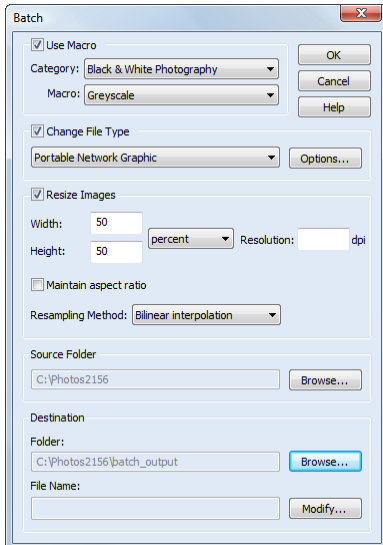 Batch
Use Macro
OK
Category: Black & White Photography
Cancel
Macro: Greyscale
Help
Change File Type
Portable Network Graphic
Options...
Resize Images
Width: 50
percent
Resolution: dpi
Height: 50
Maintain aspect ratio
Resampling Method: Bilinear interpolation
Source Folder
C:\Photos2156
Browse...
Destination
Folder:
C:\Photos2156\batch_output
Browse...
File Name:
Modify...